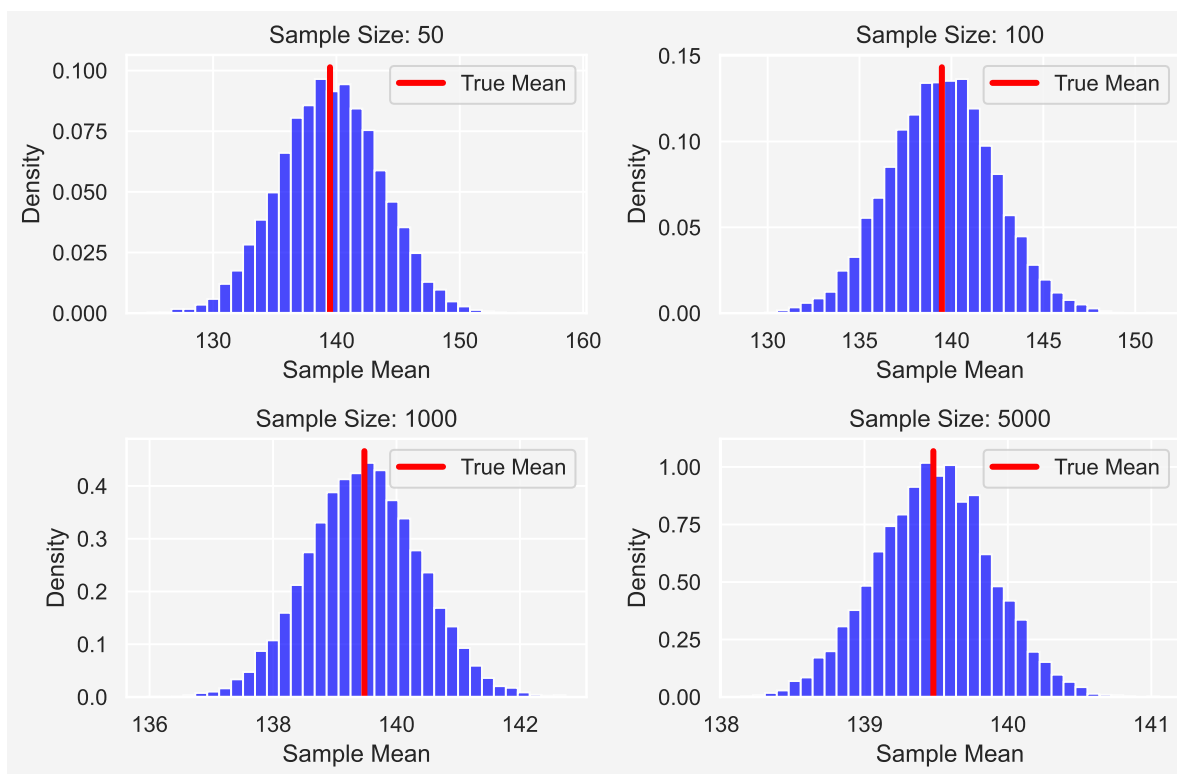 Sample Size: 50
True Mean
Density
0.100
0.075
0.050
0.025
0.000
130 140 150 160
Sample Mean
Sample Size: 100
True Mean
Density
0.15
0.10
0.05
0.00
130 135 140 145 150
Sample Mean
Sample Size: 1000
True Mean
Density
0.4
0.3
0.2
0.1
0.0
136 138 140 142
Sample Mean
Sample Size: 5000
True Mean
Density
1.00
0.75
0.50
0.25
0.00
138 139 140 141
Sample Mean